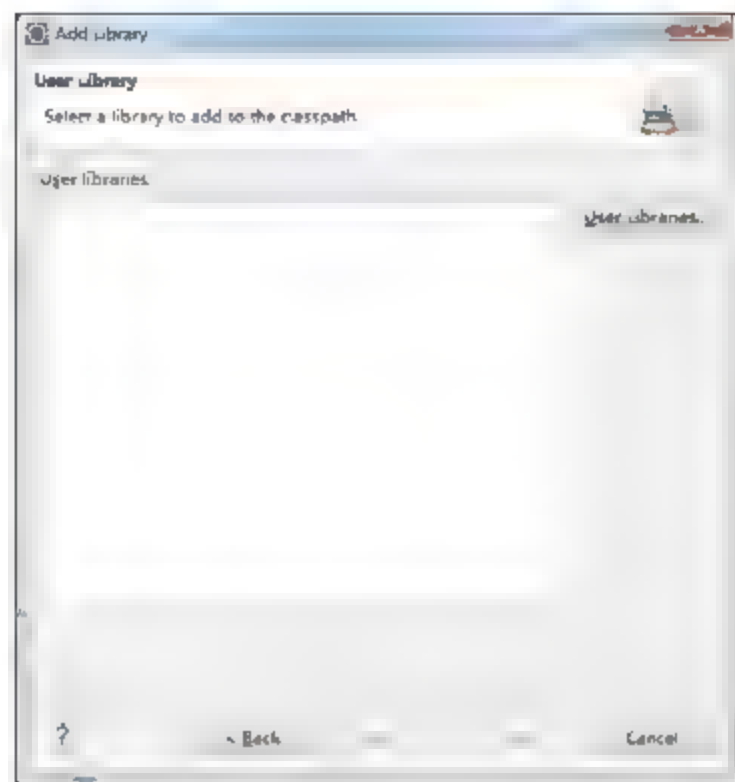 Add Library
User Library
Select a library to add to the classpath.
User libraries:
User Libraries...
?
< Back
Cancel